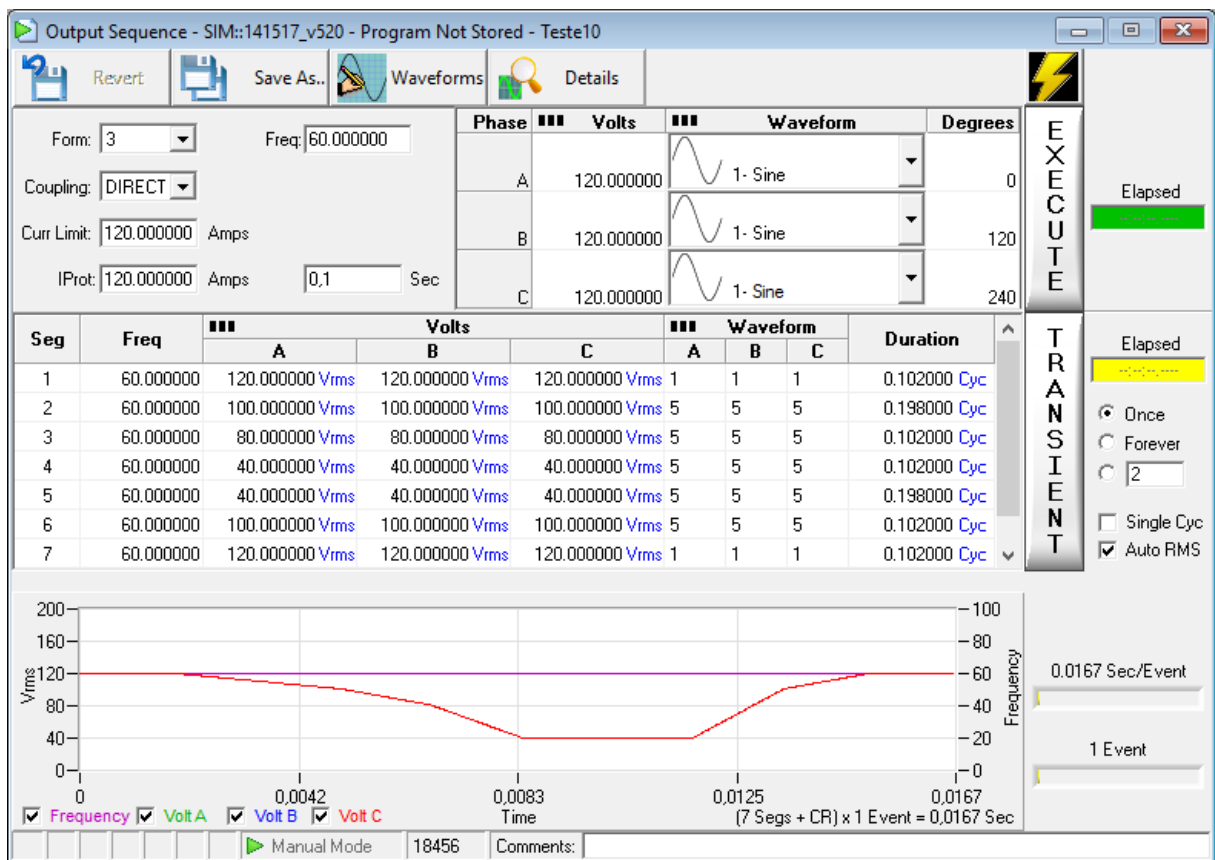 Output Sequence - SIM::141517_v520 - Program Not Stored - Teste10
Revert Save As.. Waveforms Details
Form: 3 Freq: 60.000000
Coupling: DIRECT
Curr Limit: 120.000000 Amps
IProt: 120.000000 Amps 0,1 Sec
Phase Volts Waveform Degrees
A 120.000000 1- Sine 0
B 120.000000 1- Sine 120
C 120.000000 1- Sine 240
EXECUTE
Elapsed
Seg Freq Volts Waveform Duration
A B C A B C
1 60.000000 120.000000 Vrms 120.000000 Vrms 120.000000 Vrms 1 1 1 0.102000 Cyc
2 60.000000 100.000000 Vrms 100.000000 Vrms 100.000000 Vrms 5 5 5 0.198000 Cyc
3 60.000000 80.000000 Vrms 80.000000 Vrms 80.000000 Vrms 5 5 5 0.102000 Cyc
4 60.000000 40.000000 Vrms 40.000000 Vrms 40.000000 Vrms 5 5 5 0.102000 Cyc
5 60.000000 40.000000 Vrms 40.000000 Vrms 40.000000 Vrms 5 5 5 0.198000 Cyc
6 60.000000 100.000000 Vrms 100.000000 Vrms 100.000000 Vrms 5 5 5 0.102000 Cyc
7 60.000000 120.000000 Vrms 120.000000 Vrms 120.000000 Vrms 1 1 1 0.102000 Cyc
TRANSIENT
Elapsed
Once
Forever
2
Single Cyc
Auto RMS
200 100
160 80
120 60
80 40
40 20
0 0
Vrms
Frequency
0 0,0042 0,0083 0,0125 0,0167
Frequency Volt A Volt B Volt C Time (7 Segs + CR) x 1 Event = 0,0167 Sec
0.0167 Sec/Event
1 Event
Manual Mode 18456 Comments: